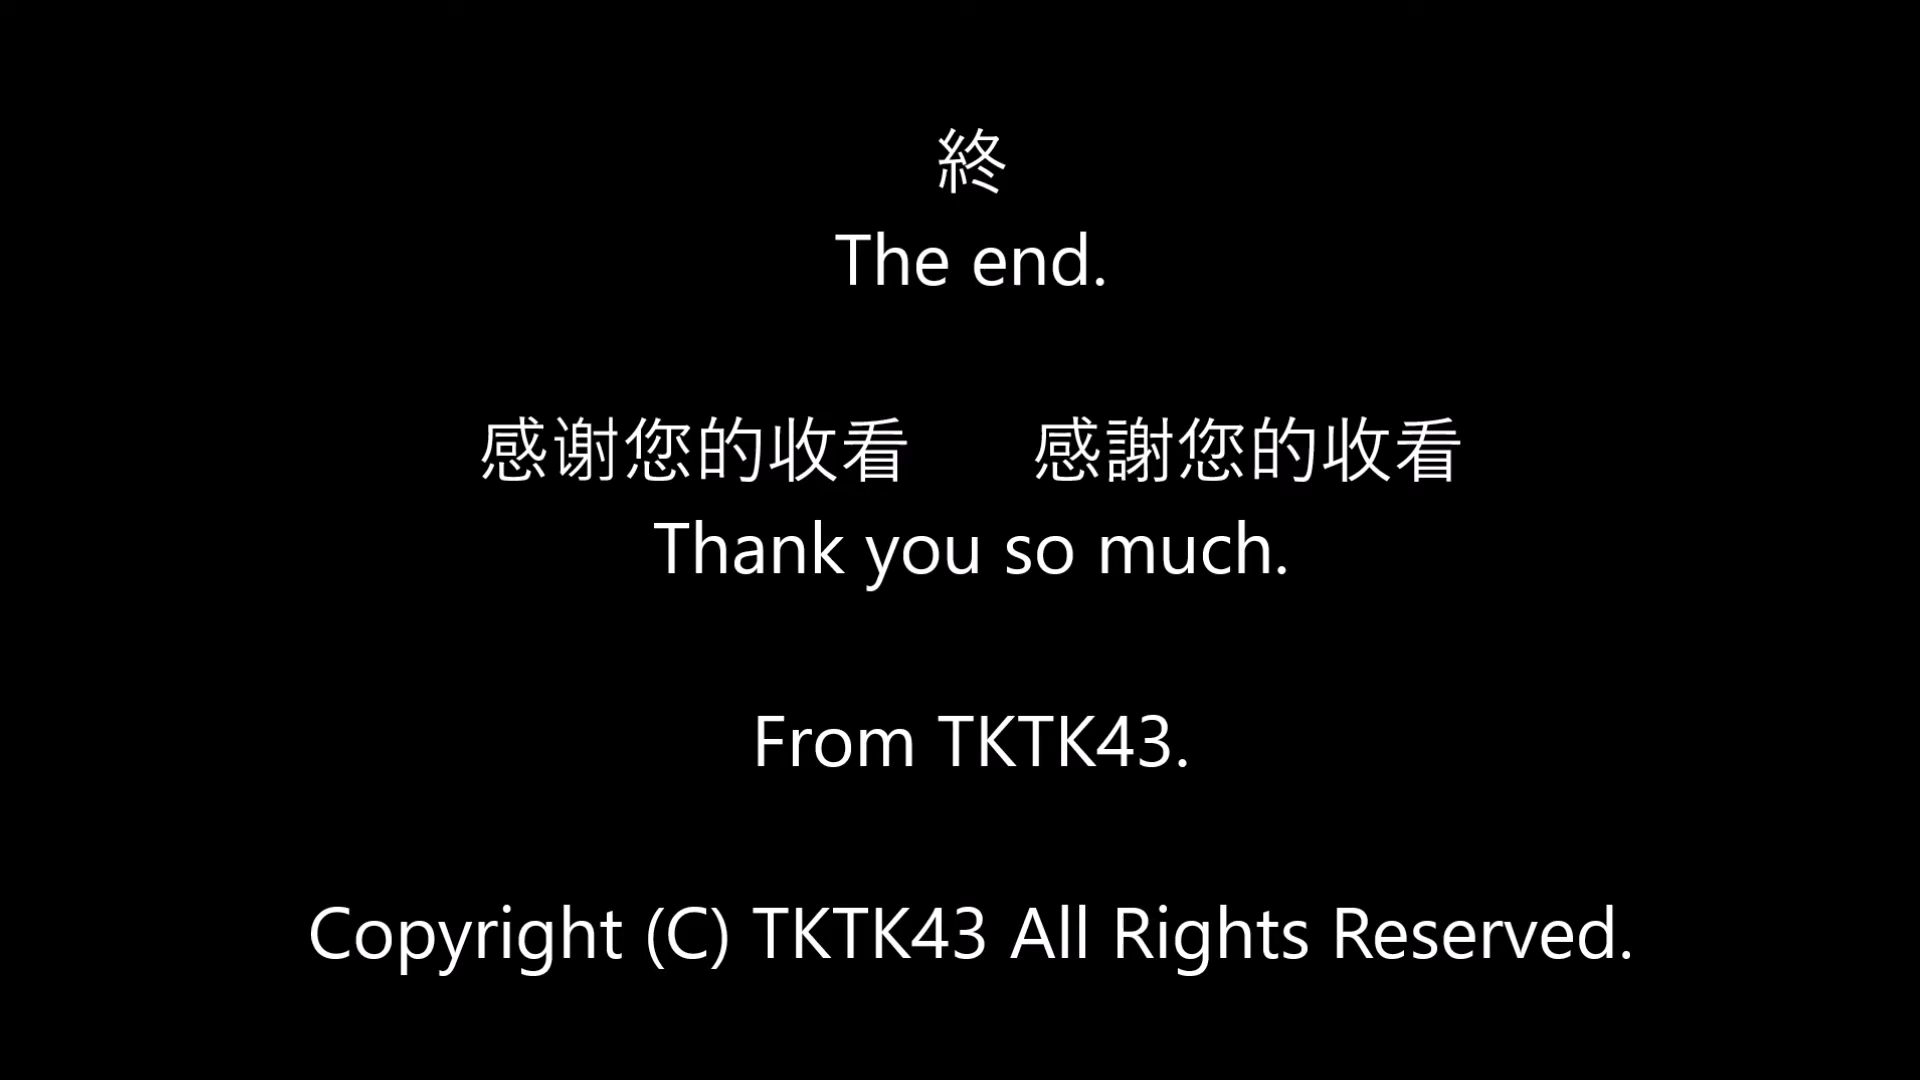 終
The end.
感谢您的收看 感謝您的收看
Thank you so much.
From TKTK43.
Copyright (C) TKTK43 All Rights Reserved.